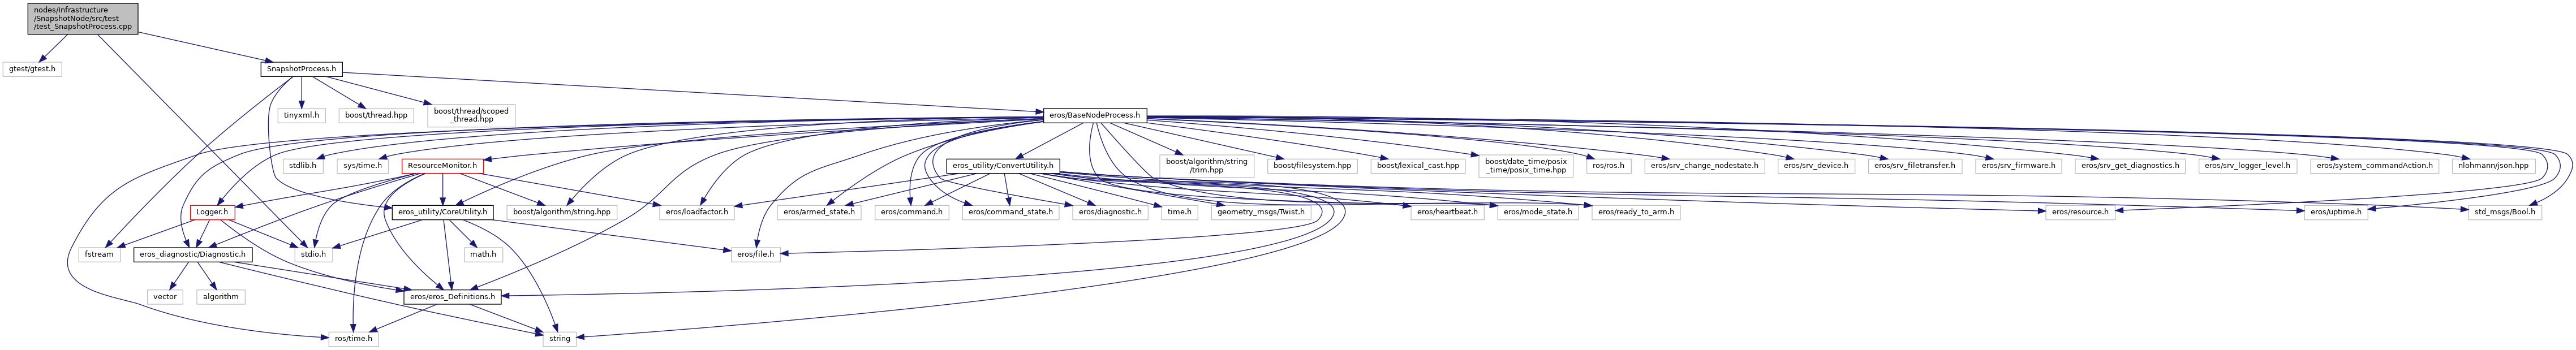 nodes/Infrastructure
/SnapshotNode/src/test
/test_SnapshotProcess.cpp
gtest/gtest.h
SnapshotProcess.h
tinyxml.h
boost/thread.hpp
boost/thread/scoped
_thread.hpp
eros/BaseNodeProcess.h
stdlib.h
sys/time.h
ResourceMonitor.h
eros_utility/ConvertUtility.h
boost/algorithm/string
/trim.hpp
boost/filesystem.hpp
boost/lexical_cast.hpp
boost/date_time/posix
_time/posix_time.hpp
ros/ros.h
eros/srv_change_nodestate.h
eros/srv_device.h
eros/srv_filetransfer.h
eros/srv_firmware.h
eros/srv_get_diagnostics.h
eros/srv_logger_level.h
eros/system_commandAction.h
nlohmann/json.hpp
Logger.h
eros_utility/CoreUtility.h
boost/algorithm/string.hpp
eros/loadfactor.h
eros/armed_state.h
eros/command.h
eros/command_state.h
eros/diagnostic.h
time.h
geometry_msgs/Twist.h
eros/heartbeat.h
eros/mode_state.h
eros/ready_to_arm.h
eros/resource.h
eros/uptime.h
std_msgs/Bool.h
fstream
eros_diagnostic/Diagnostic.h
stdio.h
math.h
eros/file.h
vector
algorithm
eros/eros_Definitions.h
ros/time.h
string